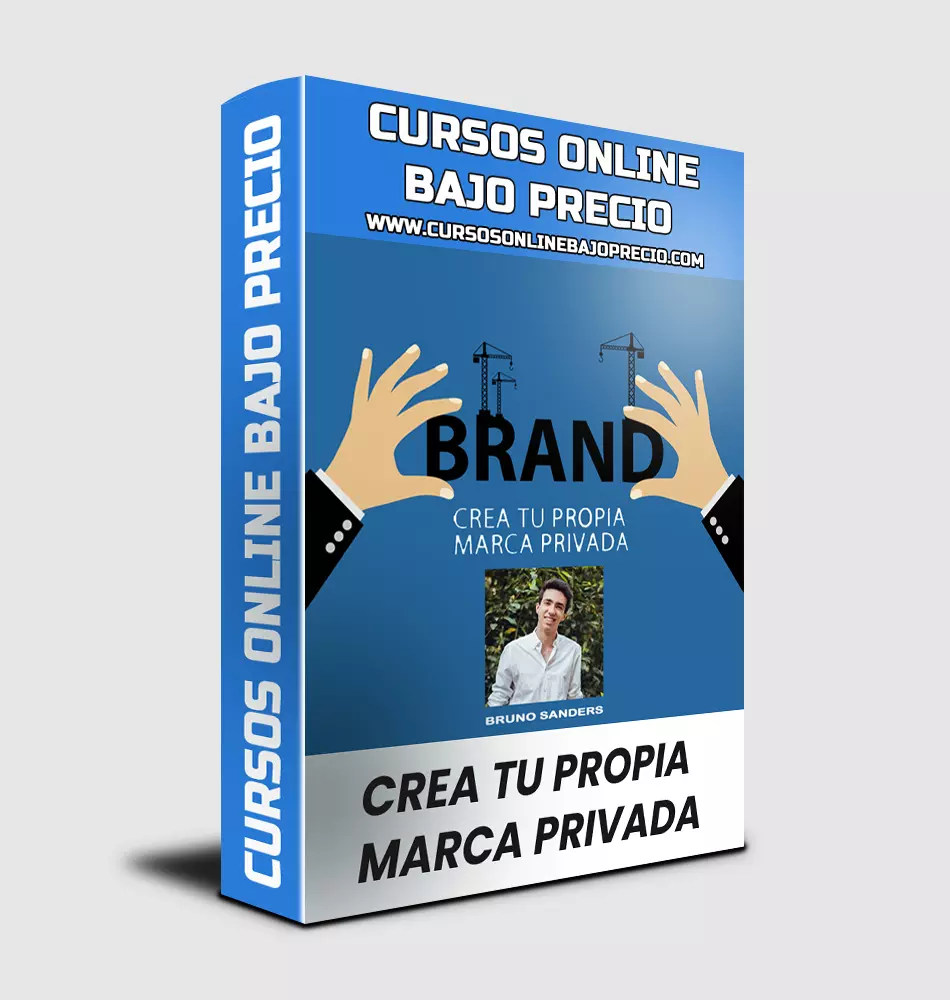 CURSOS ONLINE BAJO PRECIO
CURSOS ONLINE
BAJO PRECIO
WWW.CURSOSONLINEBAJOPRECIO.COM
BRAND
CREA TU PROPIA
MARCA PRIVADA
BRUNO SANDERS
CREA TU PROPIA
MARCA PRIVADA